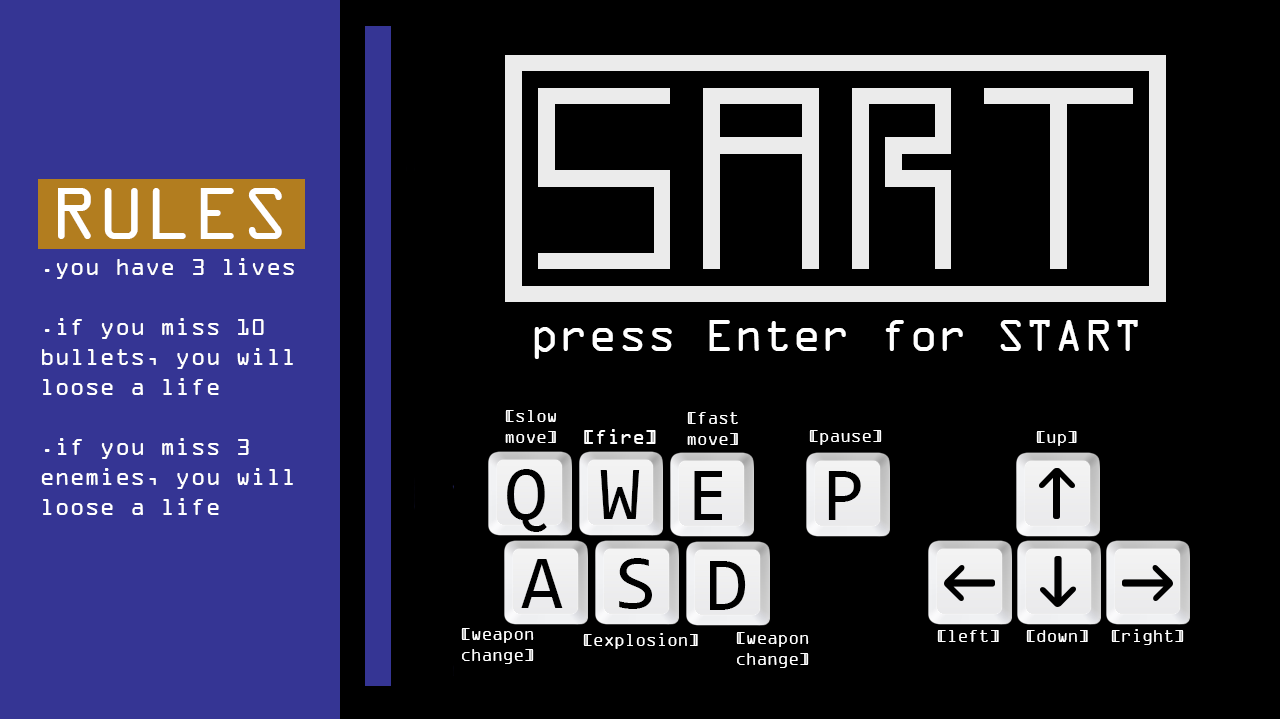 RULES
.you have 3 lives
.if you miss 10
bullets, you will
loose a life
.if you miss 3
enemies, you will
loose a life
SART
press Enter for START
[slow
move]
[fire]
[fast
move]
[pause]
[up]
Q W E P ↑
A S D ← ↓ →
[weapon
change]
[explosion]
[weapon
change]
[left] [down] [right]